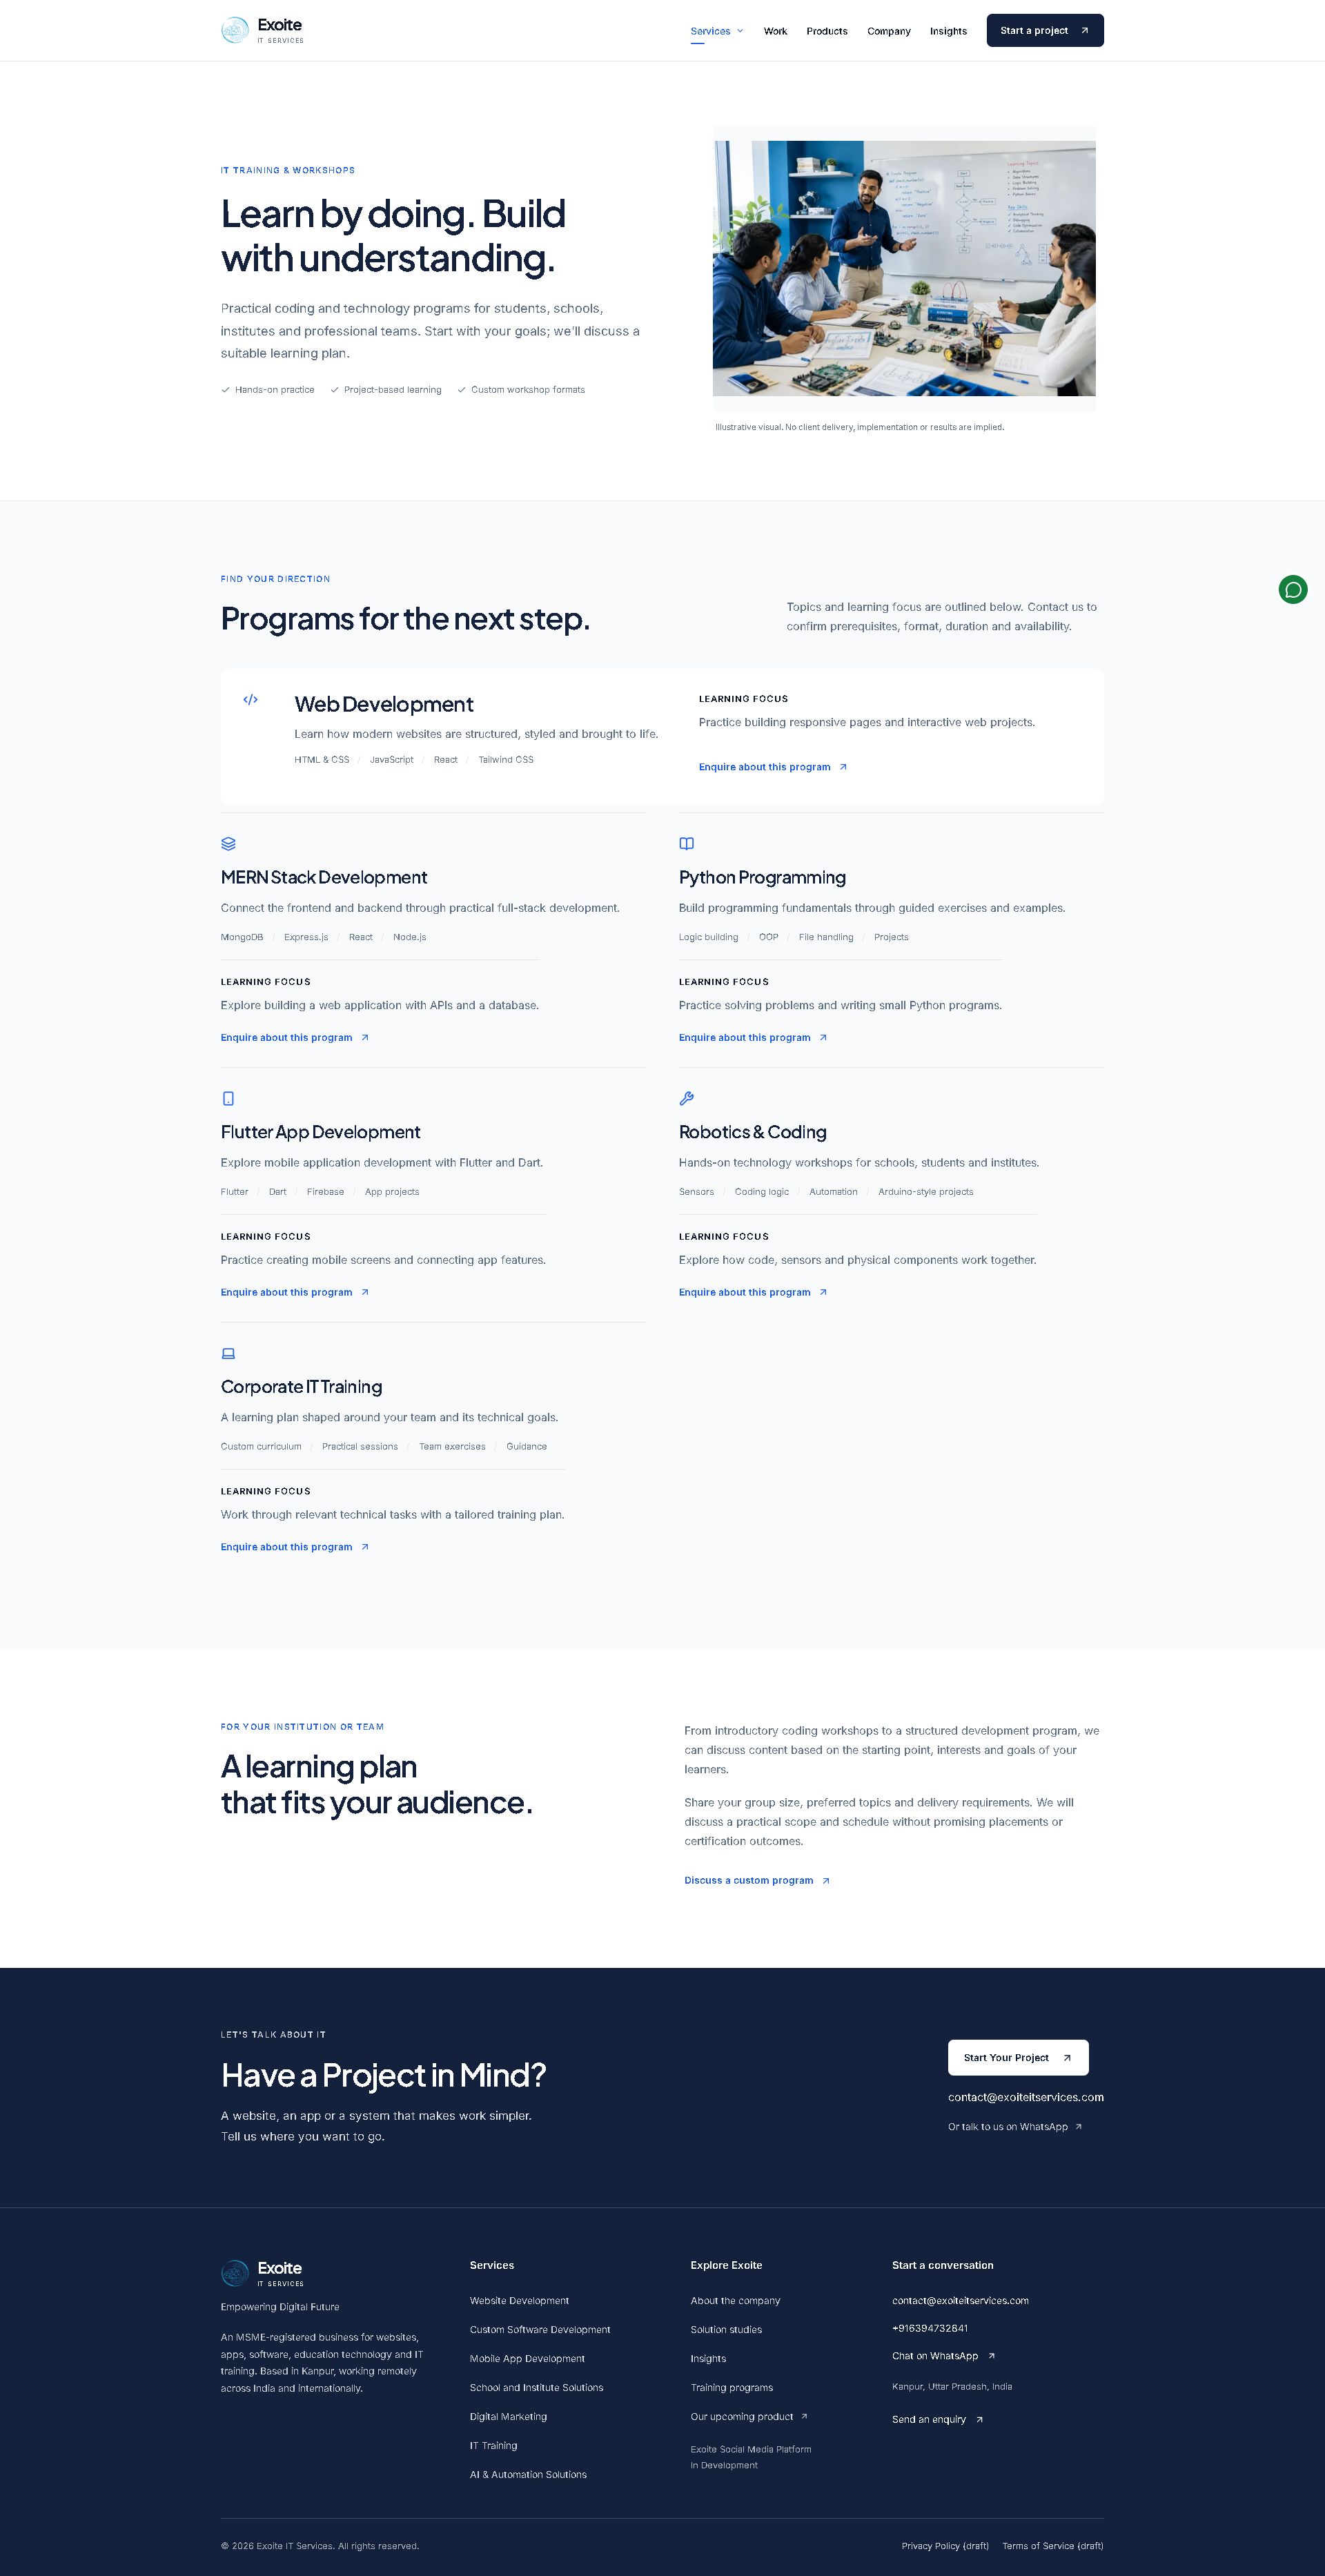 Exoite
IT SERVICES
Services
Work
Products
Company
Insights
Start a project
IT TRAINING & WORKSHOPS
Learn by doing. Build
with understanding.
Practical coding and technology programs for students, schools,
institutes and professional teams. Start with your goals; we'll discuss a
suitable learning plan.
Hands-on practice
Project-based learning
Custom workshop formats
Learning Topics
Key Skills
Illustrative visual. No client delivery, implementation or results are implied.
FIND YOUR DIRECTION
Programs for the next step.
Topics and learning focus are outlined below. Contact us to
confirm prerequisites, format, duration and availability.
Web Development
Learn how modern websites are structured, styled and brought to life.
HTML & CSS / JavaScript / React / Tailwind CSS
LEARNING FOCUS
Practice building responsive pages and interactive web projects.
Enquire about this program
MERN Stack Development
Connect the frontend and backend through practical full-stack development.
MongoDB / Express.js / React / Node.js
LEARNING FOCUS
Explore building a web application with APIs and a database.
Enquire about this program
Python Programming
Build programming fundamentals through guided exercises and examples.
Logic building / OOP / File handling / Projects
LEARNING FOCUS
Practice solving problems and writing small Python programs.
Enquire about this program
Flutter App Development
Explore mobile application development with Flutter and Dart.
Flutter / Dart / Firebase / App projects
LEARNING FOCUS
Practice creating mobile screens and connecting app features.
Enquire about this program
Robotics & Coding
Hands-on technology workshops for schools, students and institutes.
Sensors / Coding logic / Automation / Arduino-style projects
LEARNING FOCUS
Explore how code, sensors and physical components work together.
Enquire about this program
Corporate IT Training
A learning plan shaped around your team and its technical goals.
Custom curriculum / Practical sessions / Team exercises / Guidance
LEARNING FOCUS
Work through relevant technical tasks with a tailored training plan.
Enquire about this program
FOR YOUR INSTITUTION OR TEAM
A learning plan
that fits your audience.
From introductory coding workshops to a structured development program, we
can discuss content based on the starting point, interests and goals of your
learners.
Share your group size, preferred topics and delivery requirements. We will
discuss a practical scope and schedule without promising placements or
certification outcomes.
Discuss a custom program
LET'S TALK ABOUT IT
Have a Project in Mind?
A website, an app or a system that makes work simpler.
Tell us where you want to go.
Start Your Project
contact@exoiteitservices.com
Or talk to us on WhatsApp
Exoite
IT SERVICES
Empowering Digital Future
An MSME-registered business for websites,
apps, software, education technology and IT
training. Based in Kanpur, working remotely
across India and internationally.
Services
Website Development
Custom Software Development
Mobile App Development
School and Institute Solutions
Digital Marketing
IT Training
AI & Automation Solutions
Explore Exoite
About the company
Solution studies
Insights
Training programs
Our upcoming product
Exoite Social Media Platform
In Development
Start a conversation
contact@exoiteitservices.com
+916394732841
Chat on WhatsApp
Kanpur, Uttar Pradesh, India
Send an enquiry
© 2026 Exoite IT Services. All rights reserved.
Privacy Policy (draft)
Terms of Service (draft)